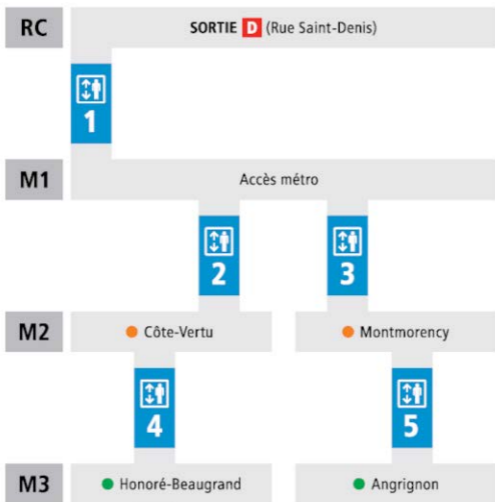 RC
SORTIE D (Rue Saint-Denis)
1
M1
Accès métro
2
3
M2
Côte-Vertu
Montmorency
4
5
M3
Honoré-Beaugrand
Angrignon